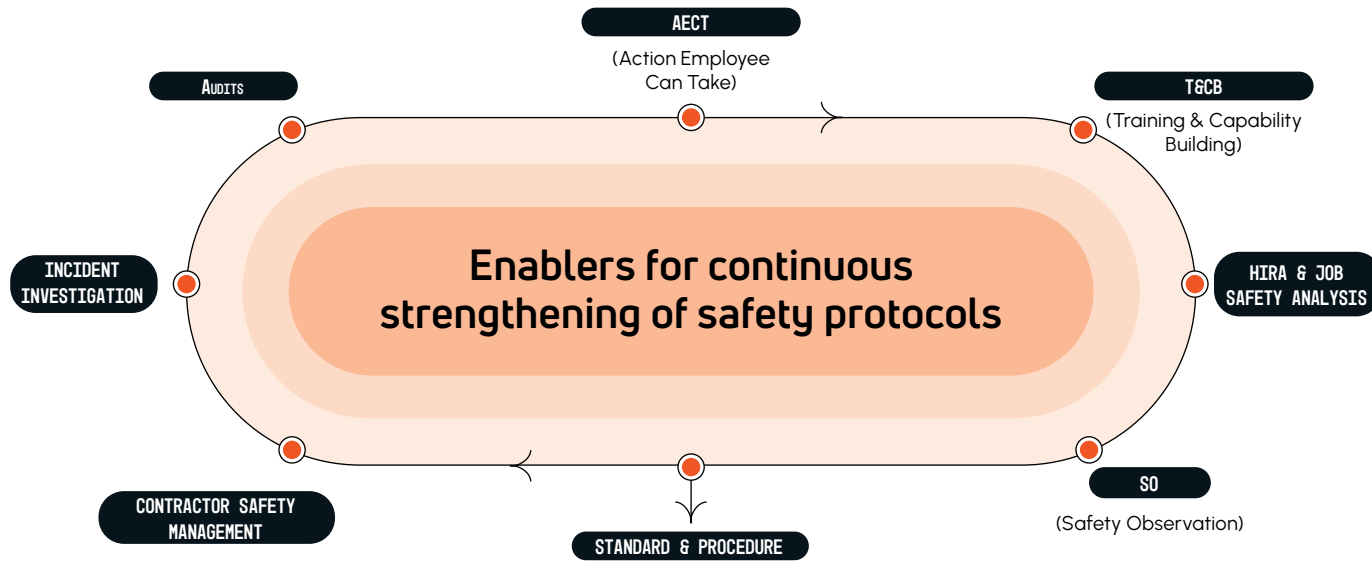 AECT
(Action Employee
Can Take)
Audits
T&CB
(Training & Capability
Building)
INCIDENT
INVESTIGATION
Enablers for continuous
strengthening of safety protocols
HIRA & JOB
SAFETY ANALYSIS
CONTRACTOR SAFETY
MANAGEMENT
STANDARD & PROCEDURE
SO
(Safety Observation)